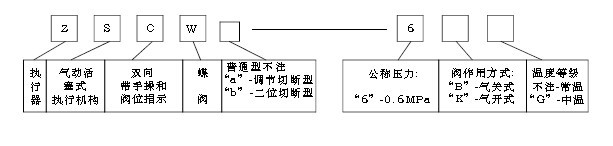 Z S C W 6
执行器
气动活塞式执行机构
双向带手操和阀位指示
蝶阀
普通型不注
“a”-调节切断型
“b”-二位切断型
公称压力:
“6”-0.6MPa
阀作用方式:
“B”-气关式
“K”-气开式
温度等级
不注-常温
“G”-中温